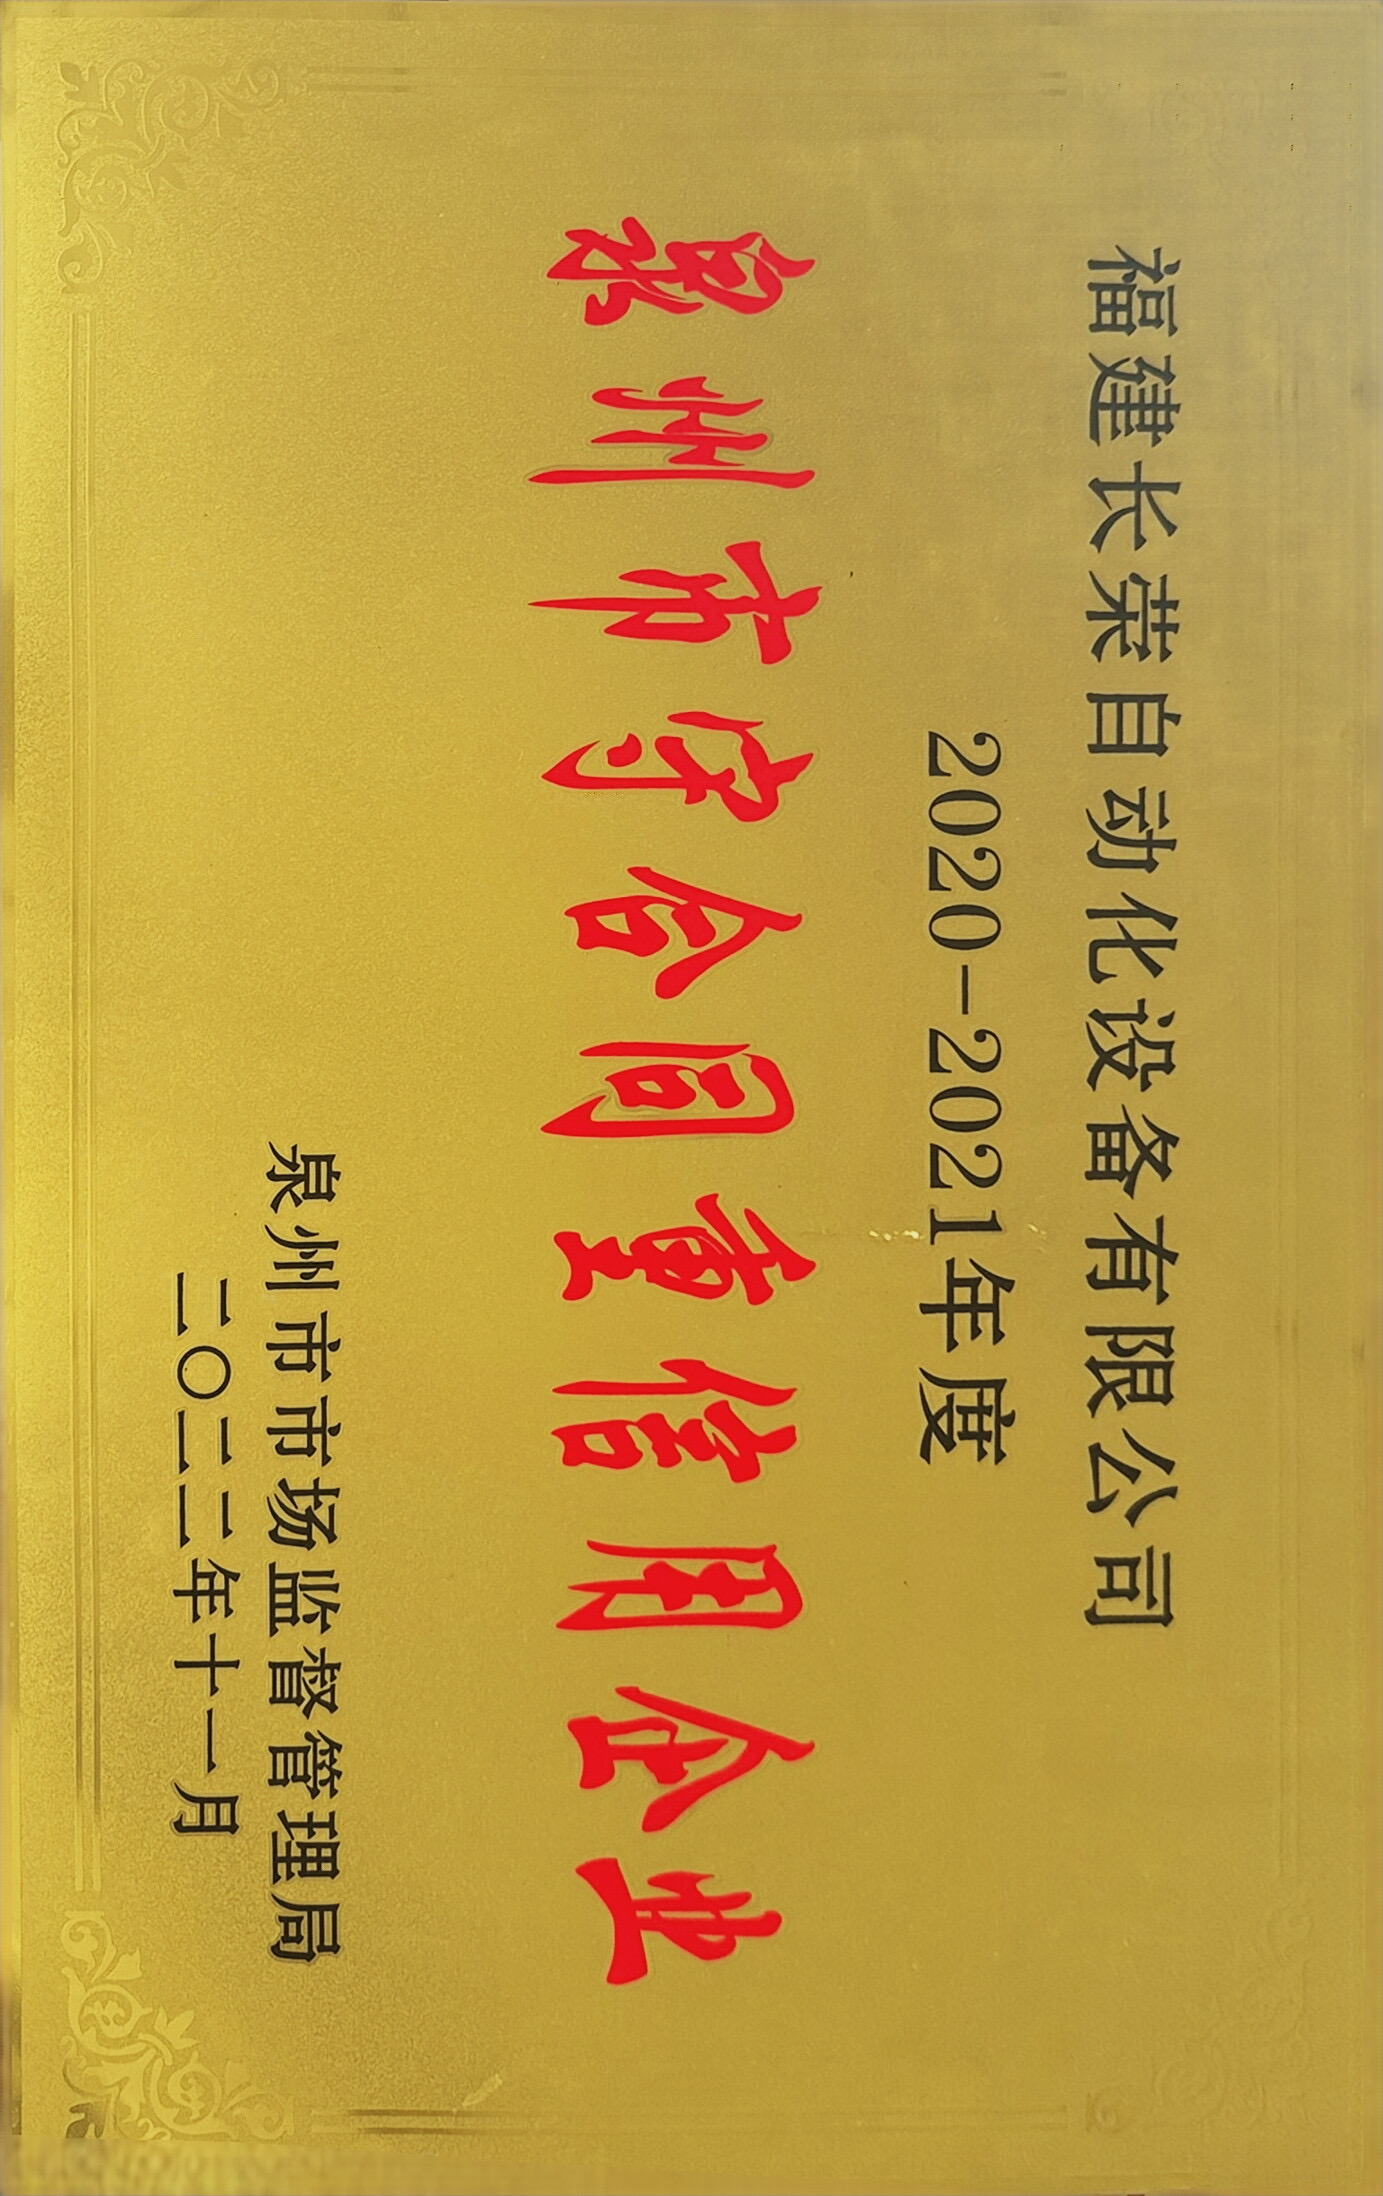 福建长荣自动化设备有限公司
2020-2021年度
泉州市守合同重信用企业
泉州市市场监督管理局
二〇二二年十一月